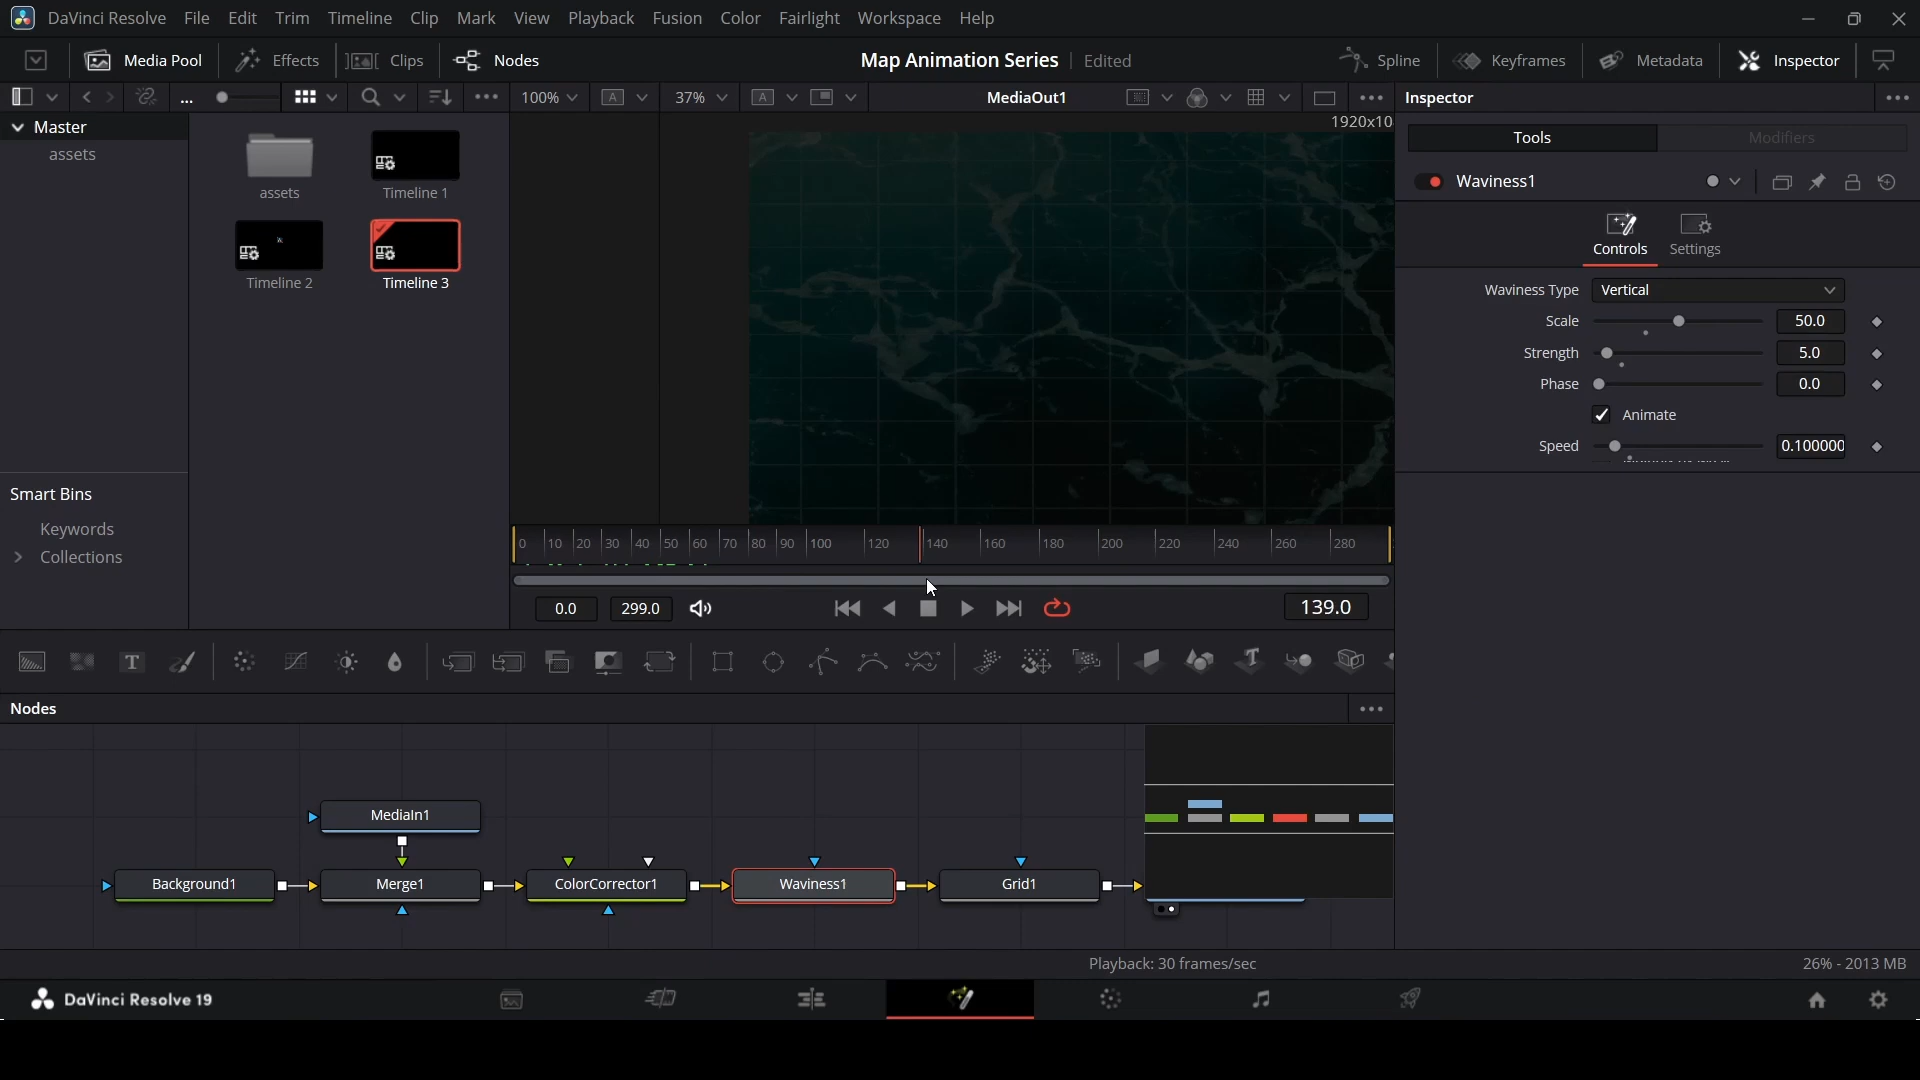 DaVinci Resolve File Edit Trim Timeline Clip Mark View Playback Fusion Color Fairlight Workspace Help
Media Pool Effects Clips Nodes Map Animation Series Edited Spline Keyframes Metadata Inspector
... 100% A 37% A MediaOut1 Inspector
1920x10
Master
assets
assets
Timeline 1
Timeline 2
Timeline 3
Tools Modifiers
Waviness1
Controls Settings
Waviness Type Vertical
Scale 50.0
Strength 5.0
Phase 0.0
Animate
Speed 0.100000
Smart Bins
Keywords
Collections
0 10 20 30 40 50 60 70 80 90 100 120 140 160 180 200 220 240 260 280
0.0 299.0 139.0
T T
Nodes
MediaIn1
Background1 Merge1 ColorCorrector1 Waviness1 Grid1
Playback: 30 frames/sec 26% - 2013 MB
DaVinci Resolve 19